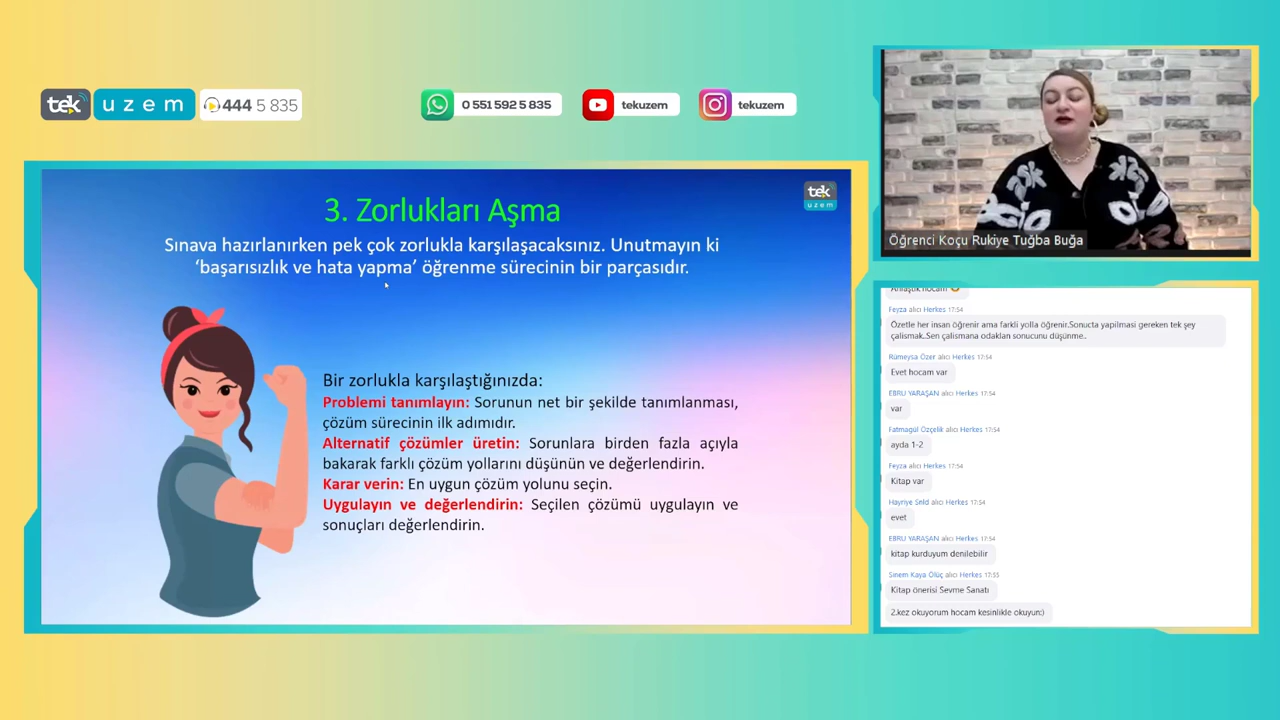 tek uzem 444 5 835
0 551 592 5 835
tekuzem
tekuzem
tek
uzem
3. Zorlukları Aşma
Sınava hazırlanırken pek çok zorlukla karşılaşacaksınız. Unutmayın ki
‘başarısızlık ve hata yapma’ öğrenme sürecinin bir parçasıdır.
Bir zorlukla karşılaştığınızda:
Problemi tanımlayın: Sorunun net bir şekilde tanımlanması,
çözüm sürecinin ilk adımıdır.
Alternatif çözümler üretin: Sorunlara birden fazla açıyla
bakarak farklı çözüm yollarını düşünün ve değerlendirin.
Karar verin: En uygun çözüm yolunu seçin.
Uygulayın ve değerlendirin: Seçilen çözümü uygulayın ve
sonuçları değerlendirin.
Öğrenci Koçu Rukiye Tuğba Buğa
Anlaştık hocam
Feyza alıcı Herkes 17:54
Özetle her insan öğrenir ama farkli yolla öğrenir.Sonucta yapilmasi gereken tek şey
çalismak..Sen çalismana odaklan sonucunu düşünme..
Rümeysa Özer alıcı Herkes 17:54
Evet hocam var
EBRU YARAŞAN alıcı Herkes 17:54
var
Fatmagül Özçelik alıcı Herkes 17:54
ayda 1-2
Feyza alıcı Herkes 17:54
Kitap var
Hayriye alıcı Herkes 17:54
evet
EBRU YARAŞAN alıcı Herkes 17:54
kitap kurduyum denilebilir
Sinem Kaya Ölüç alıcı Herkes 17:55
Kitap önerisi Sevme Sanatı
2.kez okuyorum hocam kesinlikle okuyun:)